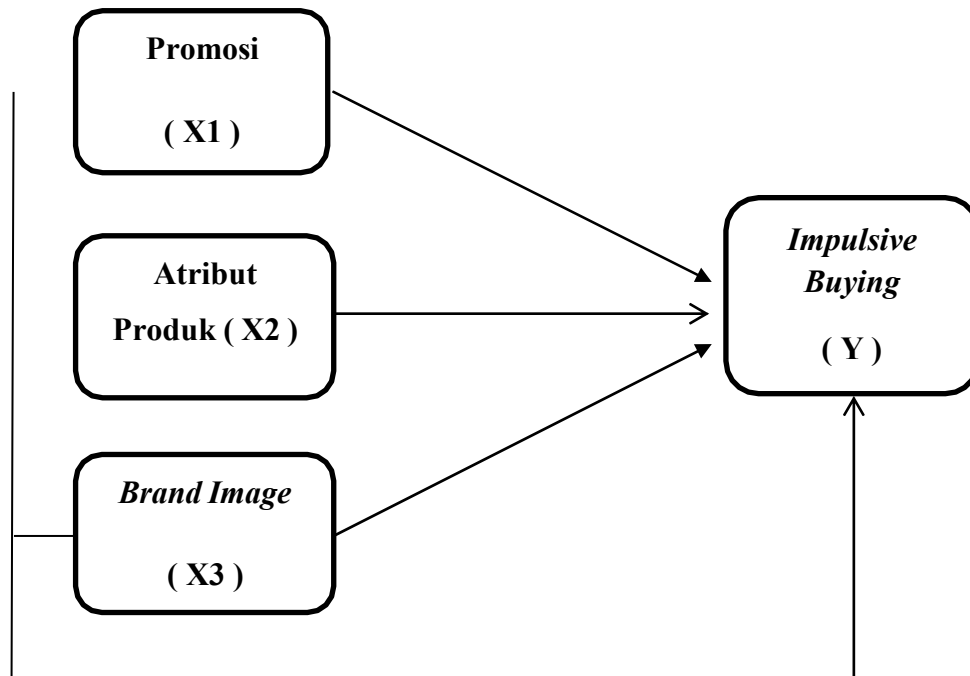 Promosi
( X1 )
Atribut
Produk ( X2 )
Brand Image
( X3 )
Impulsive
Buying
( Y )